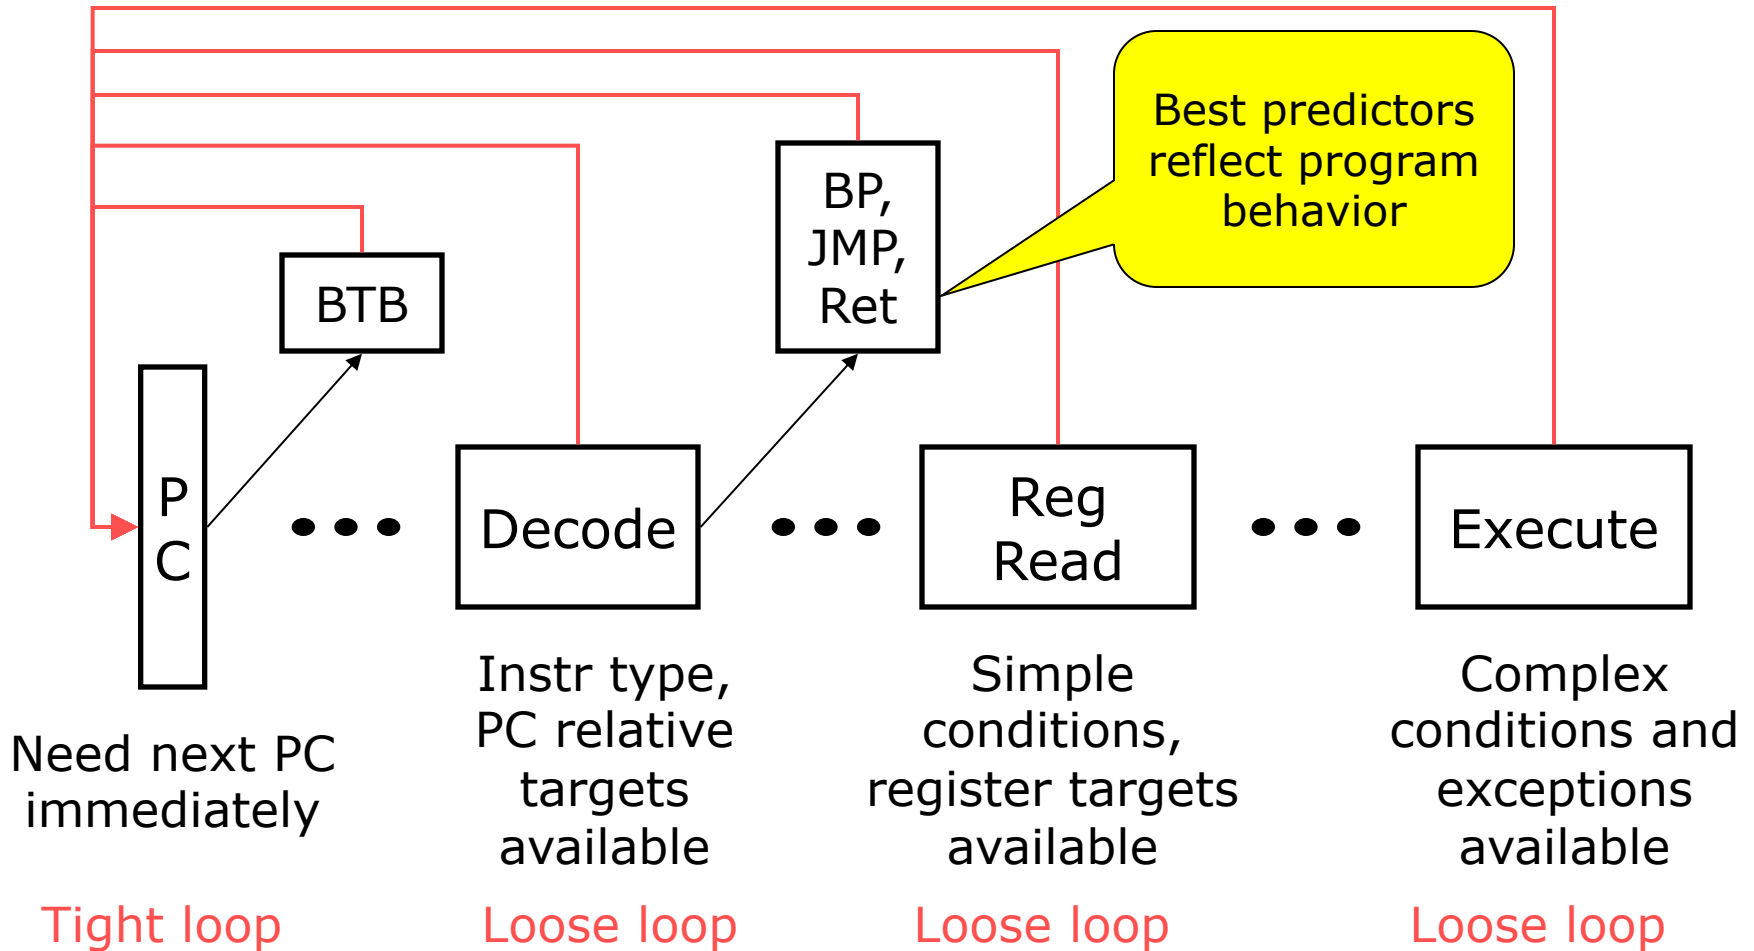 Best predictors
reflect program
behavior
BP,
JMP,
Ret
BTB
P
C
Decode
Reg
Read
Execute
Need next PC
immediately
Instr type,
PC relative
targets
available
Simple
conditions,
register targets
available
Complex
conditions and
exceptions
available
Tight loop
Loose loop
Loose loop
Loose loop